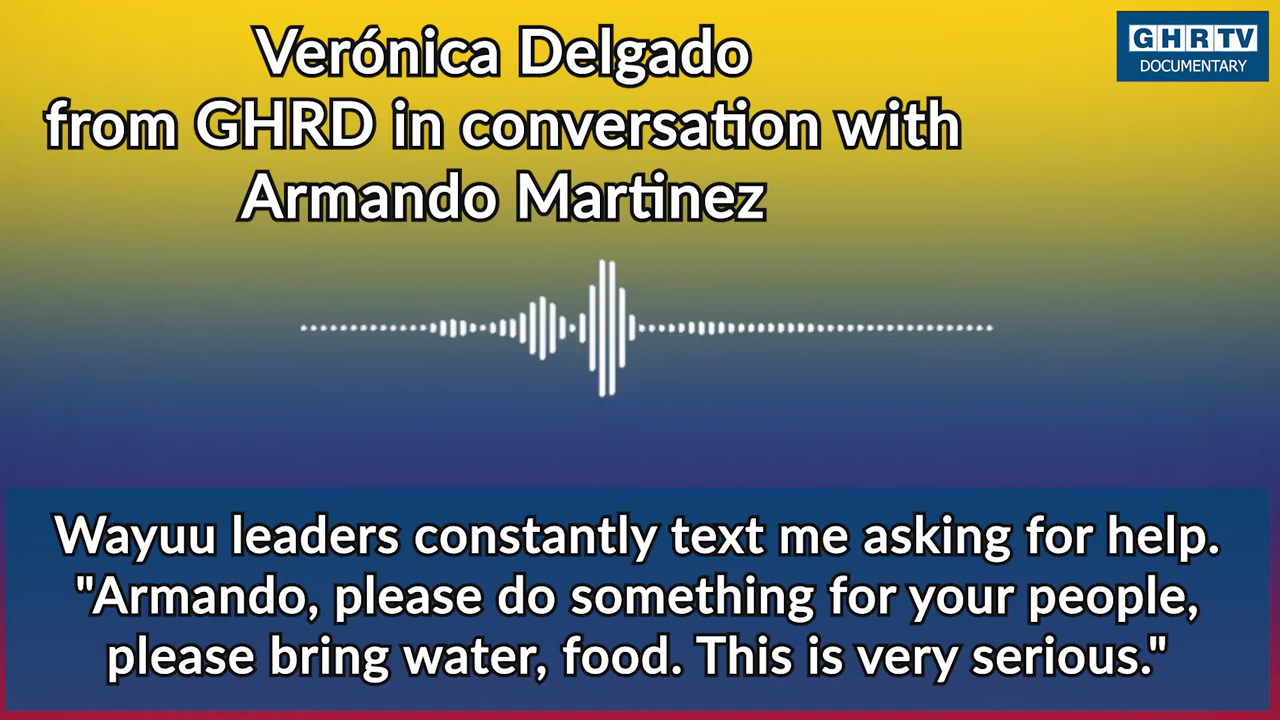 Verónica Delgado
from GHRD in conversation with
Armando Martinez
GHRTV
DOCUMENTARY
Wayuu leaders constantly text me asking for help.
"Armando, please do something for your people,
please bring water, food. This is very serious."